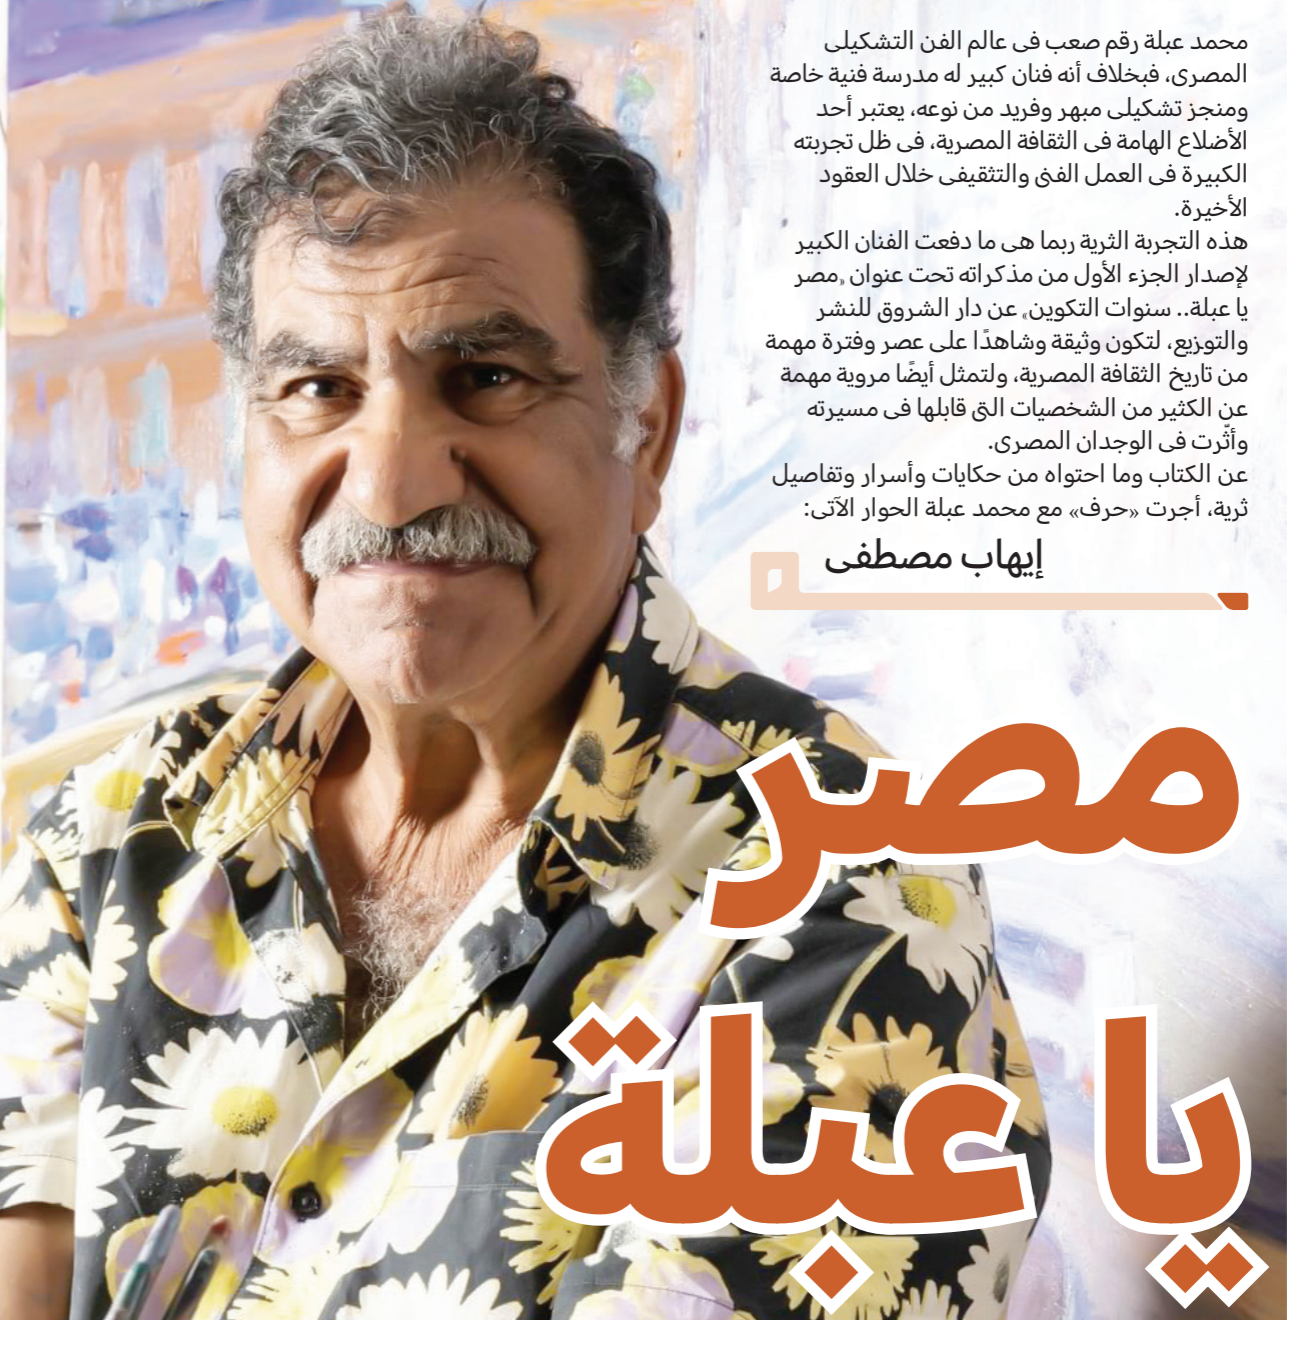 محمد عبلة رقم صعب فى عالم الفن التشكيلى
المصرى، فبخلاف أنه فنان كبير له مدرسة فنية خاصة
ومنجز تشكيلى مبهر وفريد من نوعه، يعتبر أحد
الأضلاع الهامة فى الثقافة المصرية، فى ظل تجربته
الكبيرة فى العمل الفنى والتثقيفى خلال العقود
الأخيرة.
هذه التجربة الثرية ربما هى ما دفعت الفنان الكبير
لإصدار الجزء الأول من مذكراته تحت عنوان «مصر
يا عبلة.. سنوات التكوين» عن دار الشروق للنشر
والتوزيع، لتكون وثيقة وشاهدًا على عصر وفترة مهمة
من تاريخ الثقافة المصرية، ولتمثل أيضًا مروية مهمة
عن الكثير من الشخصيات التى قابلها فى مسيرته
وأثّرت فى الوجدان المصرى.
عن الكتاب وما احتواه من حكايات وأسرار وتفاصيل
ثرية، أجرت «حرف» مع محمد عبلة الحوار الآتى:
إيهاب مصطفى
مصر
يا عبلة